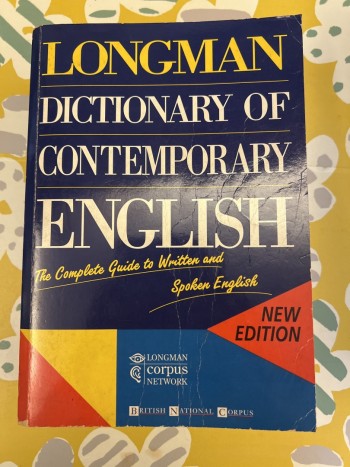 LONGMAN
DICTIONARY OF
CONTEMPORARY
ENGLISH
The Complete Guide to Written and
Spoken English
NEW
EDITION
LONGMAN
corpus
NETWORK
BRITISH NATIONAL CORPUS